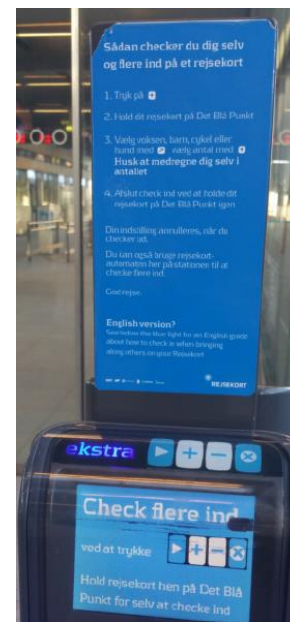 Sådan checker du dig selv
og flere ind på et rejsekort
1. Tryk på +
2. Hold dit rejsekort på Det Blå Punkt
3. Vælg voksen, barn, cykel eller
hund med vælg antal med +
Husk at medregne dig selv i
antallet
4. Afslut check ind ved at holde dit
rejsekort på Det Blå Punkt igen
Din indstilling annulleres, når du
checker ud.
Du kan også bruge rejsekort-
automaten her på stationen til at
checke flere ind.
God rejse.
English version?
See below the blue light for an English guide
about how to check in when bringing
along others on your Rejsekort
REJSEKORT
ekstra
Check flere ind
ved at trykke
Hold rejsekort hen på Det Blå
Punkt for selv at checke ind